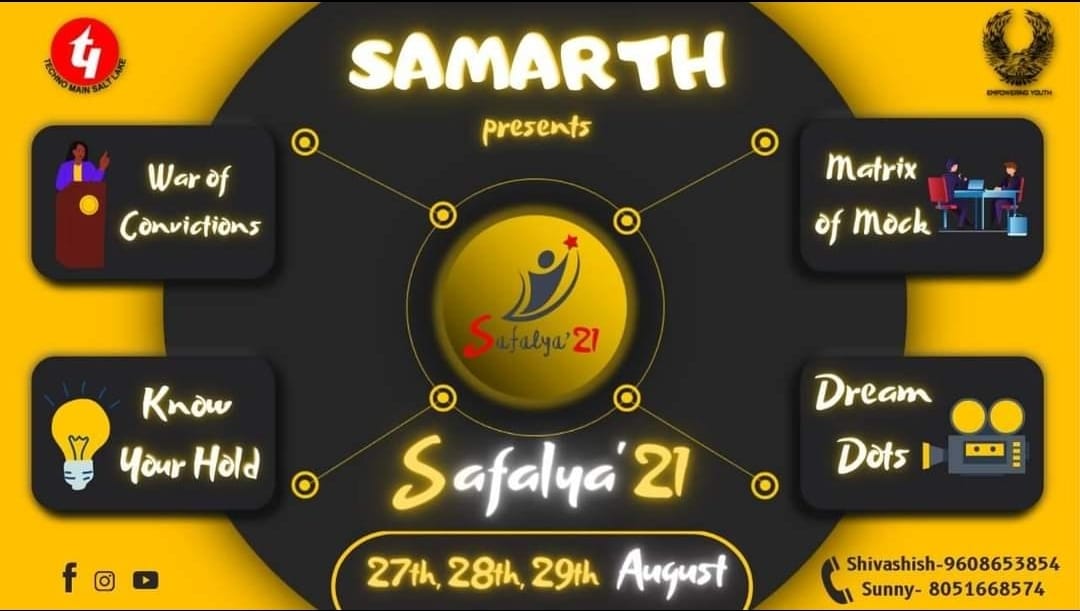 TECHNO MAIN SALT LAKE
SAMARTH
EMPOWERING YOUTH
presents
War of
Convictions
Matrix
of Mock
Safalya'21
Know
Your Hold
Dream
Dots
Safalya'21
27th, 28th, 29th August
Shivashish-9608653854
Sunny- 8051668574